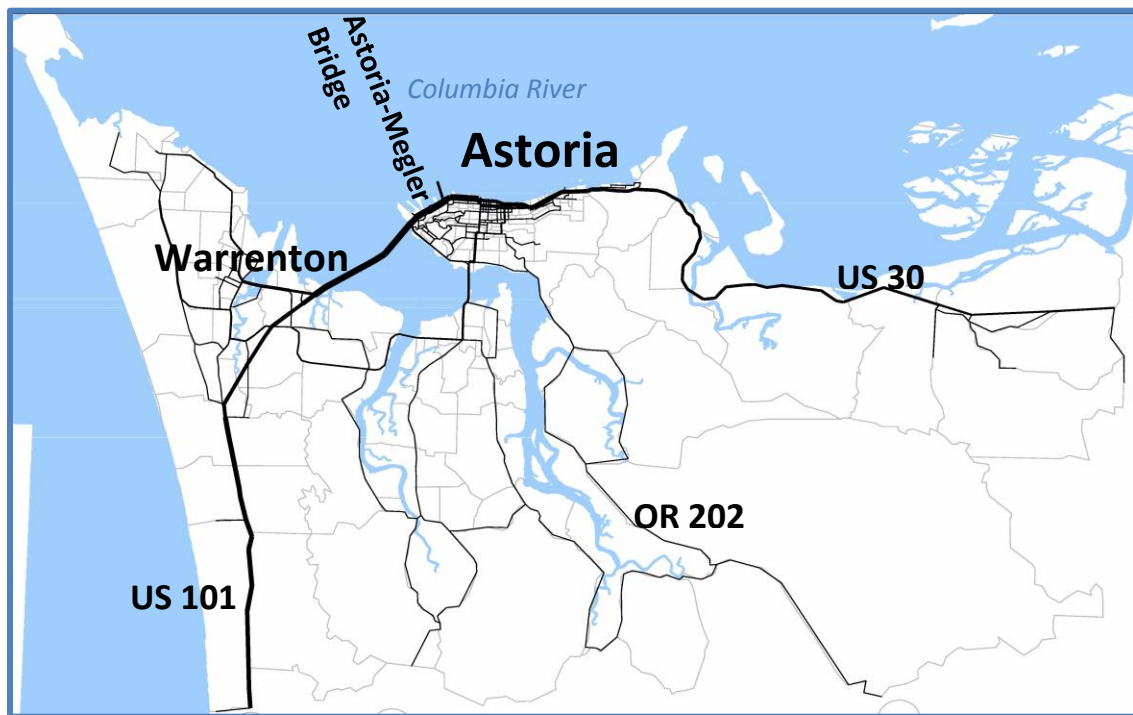 Astoria-Megler
Bridge
Columbia River
Astoria
Warrenton
US 30
OR 202
US 101